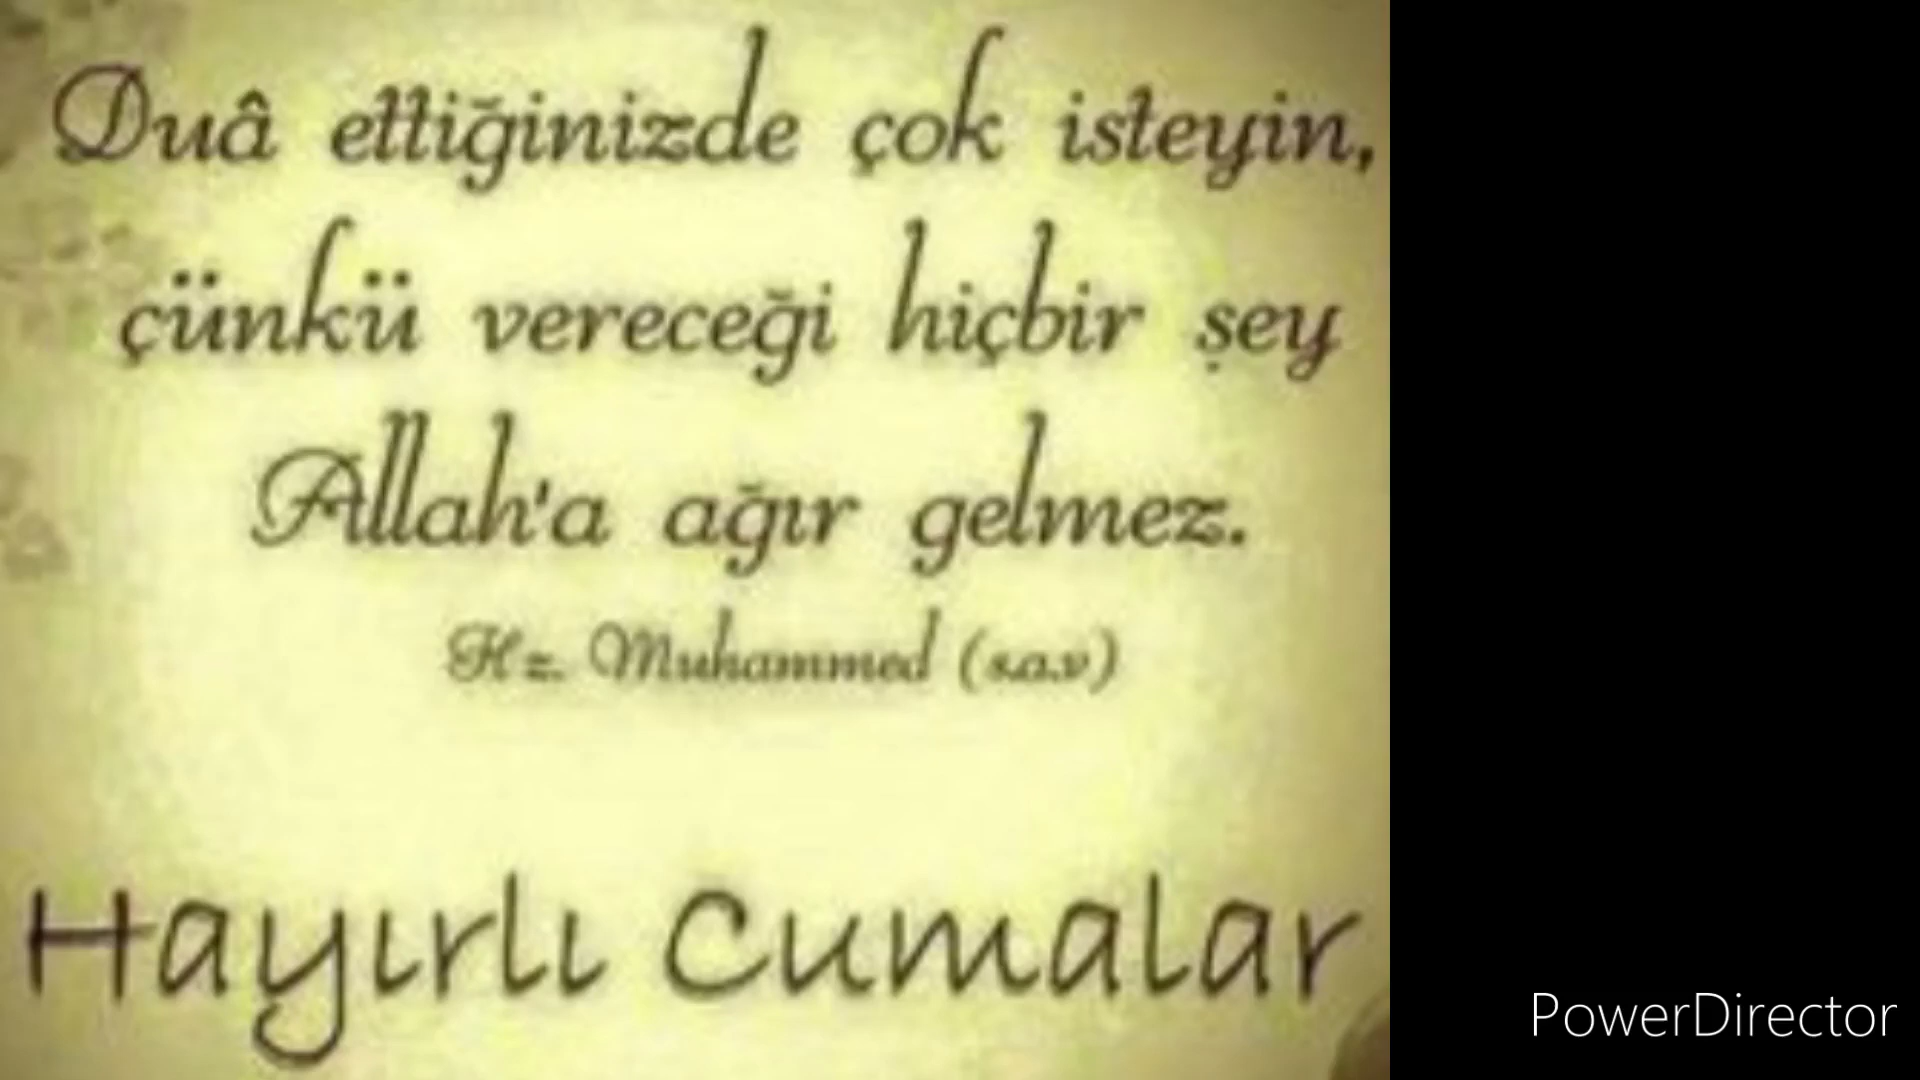 Duâ ettiğinizde çok isteyin,
çünkü vereceği hiçbir şey
Allah'a ağır gelmez.
Hz. Muhammed (s.a.v)
Hayırlı Cumalar
PowerDirector